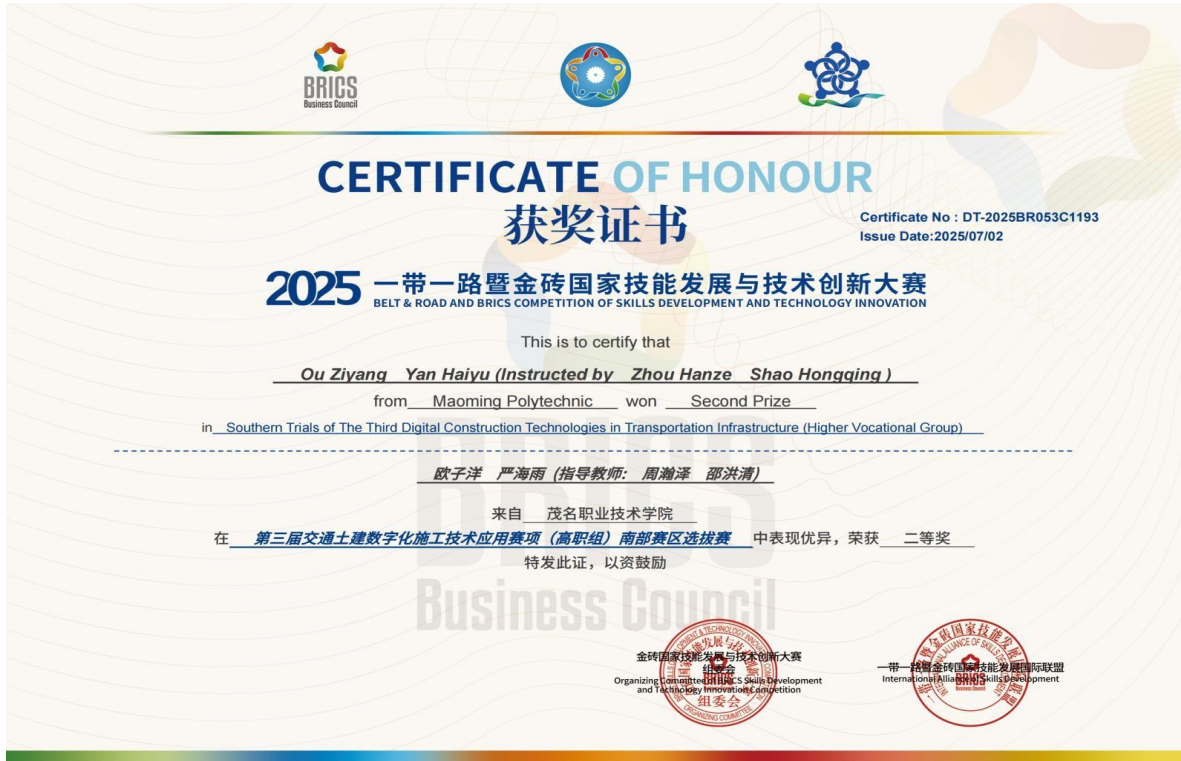 BRICS
Business Council
CERTIFICATE OF HONOUR
获奖证书
Certificate No : DT-2025BR053C1193
Issue Date:2025/07/02
2025 一带一路暨金砖国家技能发展与技术创新大赛
BELT & ROAD AND BRICS COMPETITION OF SKILLS DEVELOPMENT AND TECHNOLOGY INNOVATION
This is to certify that
Ou Ziyang Yan Haiyu (Instructed by Zhou Hanze Shao Hongqing )
from Maoming Polytechnic won Second Prize
in Southern Trials of The Third Digital Construction Technologies in Transportation Infrastructure (Higher Vocational Group)
欧子洋 严海雨 (指导教师: 周瀚泽 邵洪清)
来自 茂名职业技术学院
在 第三届交通土建数字化施工技术应用赛项（高职组）南部赛区选拔赛 中表现优异，荣获 二等奖
特发此证，以资鼓励
BRICS
Business Council
金砖国家技能发展与技术创新大赛
组委会
Organizing Committee of BRICS Skills Development
and Technology Innovation Competition
组委会
ORGANIZING COMMITTEE
一带一路暨金砖国家技能发展国际联盟
International Alliance of Skills Development
BRICS
Business Council